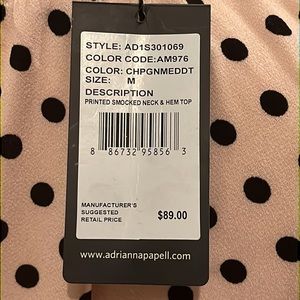 STYLE: AD1S301069
COLOR CODE:AM976
COLOR: CHPGNMEDDT
SIZE: M
DESCRIPTION
PRINTED SMOCKED NECK & HEM TOP
8 86732 95856 3
MANUFACTURER'S
SUGGESTED
RETAIL PRICE $89.00
www.adriannapapell.com